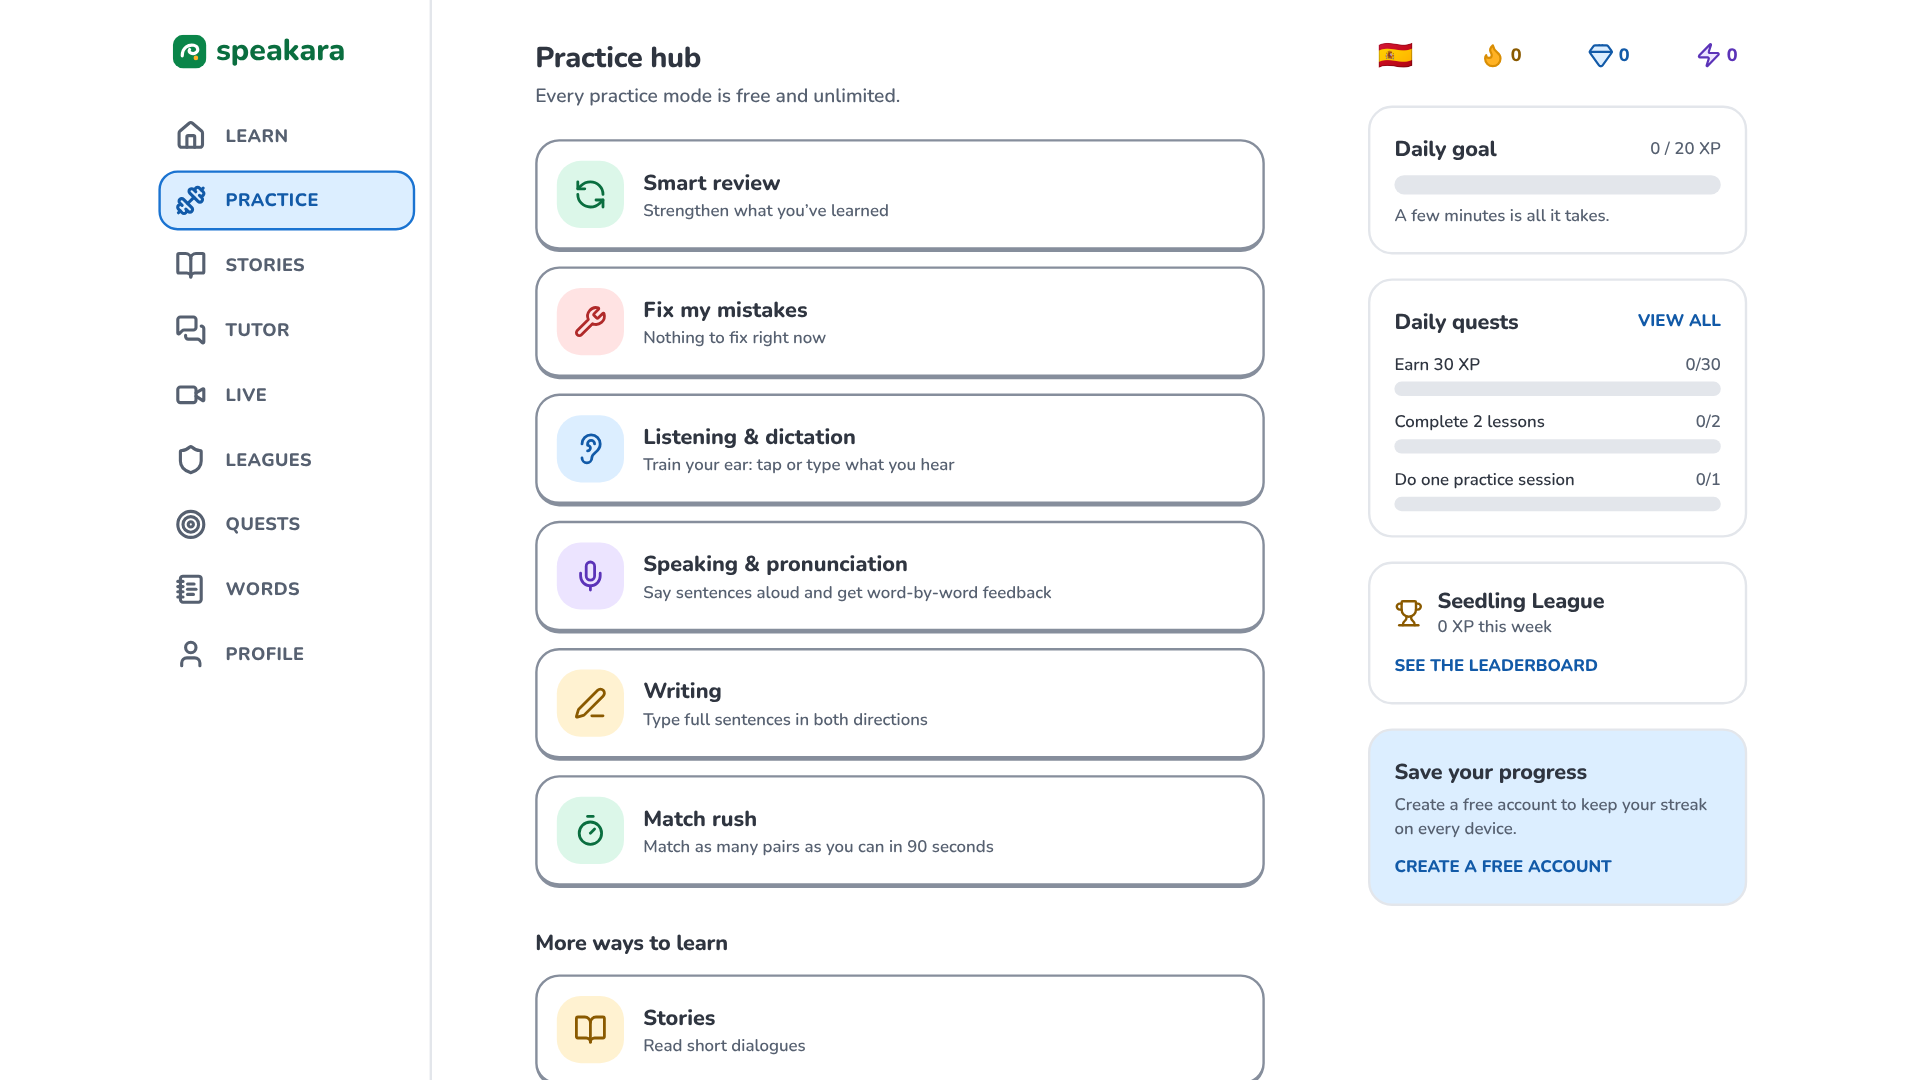 speakara
LEARN
PRACTICE
STORIES
TUTOR
LIVE
LEAGUES
QUESTS
WORDS
PROFILE
Practice hub
Every practice mode is free and unlimited.
Smart review
Strengthen what you’ve learned
Fix my mistakes
Nothing to fix right now
Listening & dictation
Train your ear: tap or type what you hear
Speaking & pronunciation
Say sentences aloud and get word-by-word feedback
Writing
Type full sentences in both directions
Match rush
Match as many pairs as you can in 90 seconds
More ways to learn
Stories
Read short dialogues
0 0 0
Daily goal 0 / 20 XP
A few minutes is all it takes.
Daily quests VIEW ALL
Earn 30 XP 0/30
Complete 2 lessons 0/2
Do one practice session 0/1
Seedling League
0 XP this week
SEE THE LEADERBOARD
Save your progress
Create a free account to keep your streak
on every device.
CREATE A FREE ACCOUNT